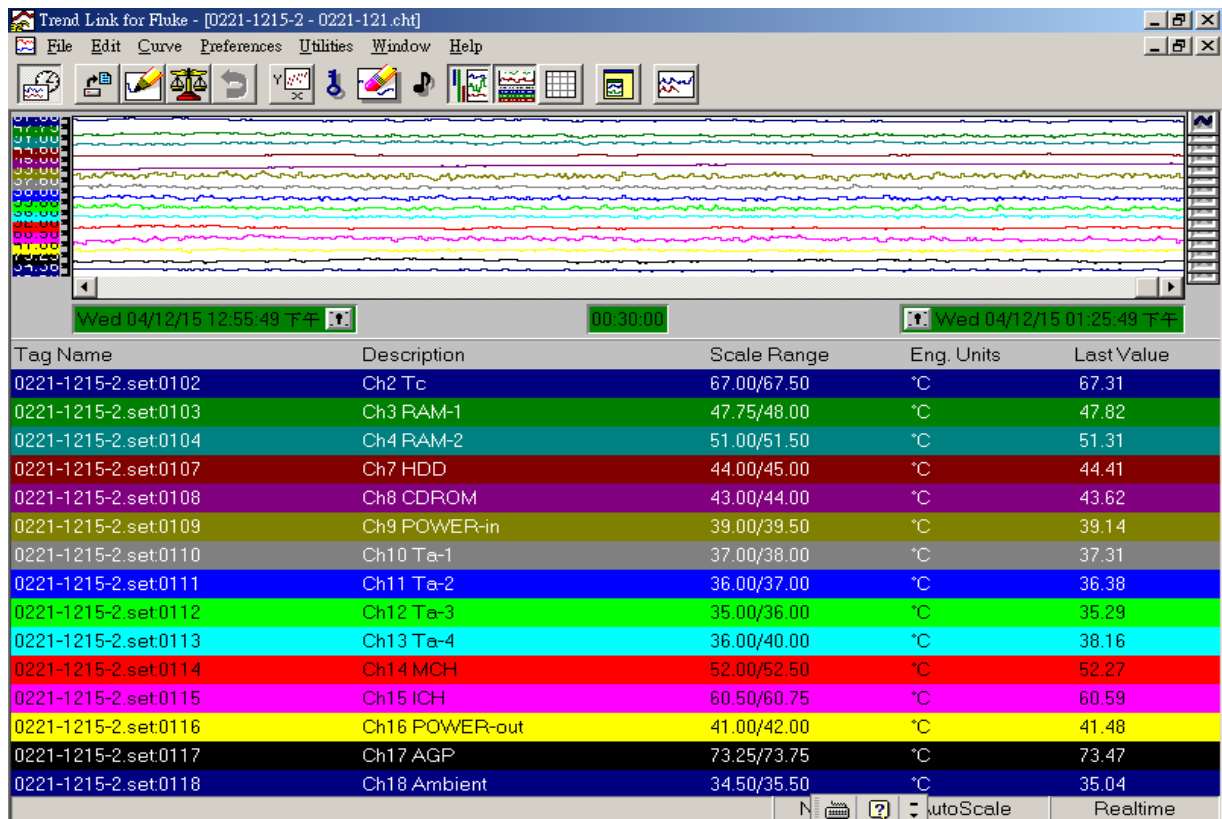 Trend Link for Fluke - [0221-1215-2 - 0221-121.cht]
File Edit Curve Preferences Utilities Window Help
Wed 04/12/15 12:55:49 下午 00:30:00 Wed 04/12/15 01:25:49 下午
Tag Name Description Scale Range Eng. Units Last Value
0221-1215-2.set:0102 Ch2 Tc 67.00/67.50 °C 67.31
0221-1215-2.set:0103 Ch3 RAM-1 47.75/48.00 °C 47.82
0221-1215-2.set:0104 Ch4 RAM-2 51.00/51.50 °C 51.31
0221-1215-2.set:0107 Ch7 HDD 44.00/45.00 °C 44.41
0221-1215-2.set:0108 Ch8 CDROM 43.00/44.00 °C 43.62
0221-1215-2.set:0109 Ch9 POWER-in 39.00/39.50 °C 39.14
0221-1215-2.set:0110 Ch10 Ta-1 37.00/38.00 °C 37.31
0221-1215-2.set:0111 Ch11 Ta-2 36.00/37.00 °C 36.38
0221-1215-2.set:0112 Ch12 Ta-3 35.00/36.00 °C 35.29
0221-1215-2.set:0113 Ch13 Ta-4 36.00/40.00 °C 38.16
0221-1215-2.set:0114 Ch14 MCH 52.00/52.50 °C 52.27
0221-1215-2.set:0115 Ch15 ICH 60.50/60.75 °C 60.59
0221-1215-2.set:0116 Ch16 POWER-out 41.00/42.00 °C 41.48
0221-1215-2.set:0117 Ch17 AGP 73.25/73.75 °C 73.47
0221-1215-2.set:0118 Ch18 Ambient 34.50/35.50 °C 35.04
N utoScale Realtime